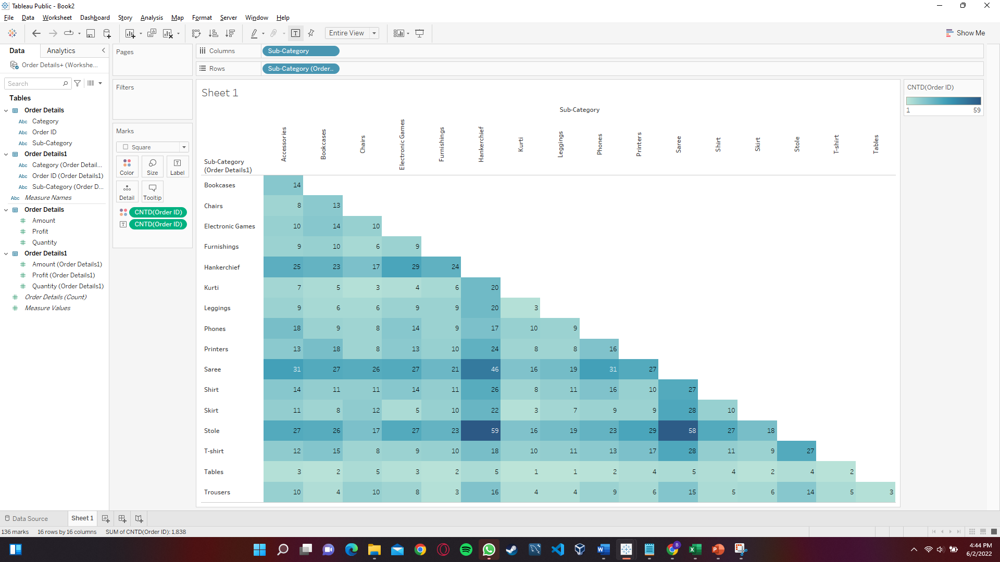 Tableau Public - Book2
File Data Worksheet Dashboard Story Analysis Map Format Server Window Help
Entire View
Show Me
Data Analytics
Order Details+ (Workshe...
Search
Tables
Order Details
Abc Category
Abc Order ID
Abc Sub-Category
Order Details1
Abc Category (Order Detail...
Abc Order ID (Order Details1)
Abc Sub-Category (Order D...
Abc Measure Names
Order Details
# Amount
# Profit
# Quantity
Order Details1
# Amount (Order Details1)
# Profit (Order Details1)
# Quantity (Order Details1)
# Order Details (Count)
# Measure Values
Pages
Filters
Marks
Square
Color Size Label
Detail Tooltip
CNTD(Order ID)
CNTD(Order ID)
Columns Sub-Category
Rows Sub-Category (Order..
Sheet 1
Sub-Category
Sub-Category
(Order Details1)
Accessories Bookcases Chairs Electronic Games Furnishings Hankerchief Kurti Leggings Phones Printers Saree Shirt Skirt Stole T-shirt Tables
Bookcases 14
Chairs 8 13
Electronic Games 10 14 10
Furnishings 9 10 6 9
Hankerchief 25 23 17 29 24
Kurti 7 5 3 4 6 20
Leggings 9 6 6 9 9 20 3
Phones 18 9 8 14 9 17 10 9
Printers 13 18 8 13 10 24 8 8 16
Saree 31 27 26 27 21 46 16 19 31 27
Shirt 14 11 11 14 11 26 8 11 16 10 27
Skirt 11 8 12 5 10 22 3 7 9 9 28 10
Stole 27 26 17 27 23 59 16 19 23 29 58 27 18
T-shirt 12 15 8 9 10 18 10 11 13 17 28 11 9 27
Tables 3 2 5 3 2 5 1 1 2 4 5 4 2 4 2
Trousers 10 4 10 8 3 16 4 4 9 6 15 5 6 14 5 3
CNTD(Order ID)
1 59
Data Source Sheet 1
136 marks 16 rows by 16 columns SUM of CNTD(Order ID): 1,838
4:44 PM
6/2/2022